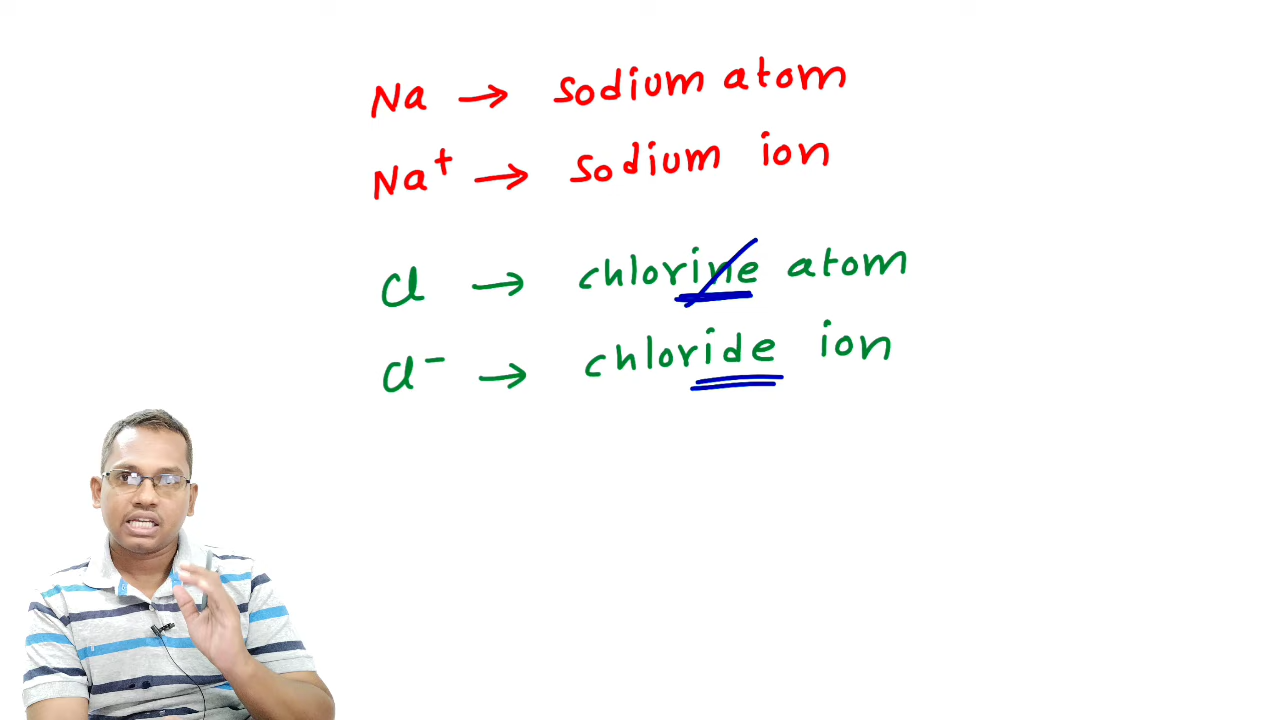 Na → sodium atom
Na⁺ → sodium ion
Cl → chlorine atom
Cl⁻ → chloride ion